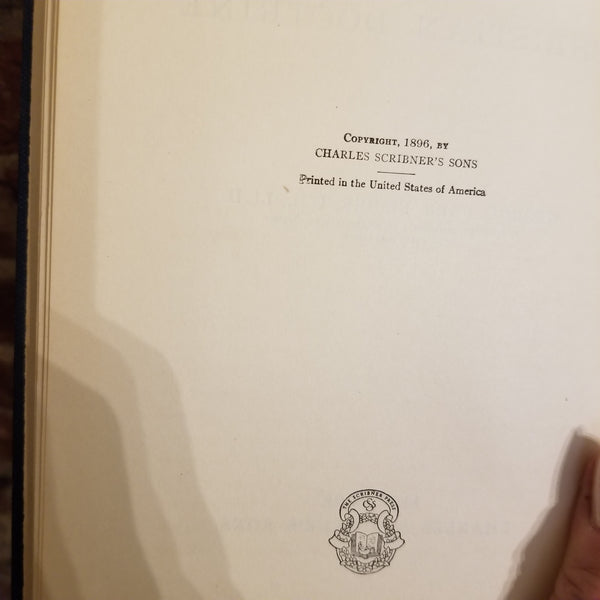 COPYRIGHT, 1896, BY
CHARLES SCRIBNER'S SONS
Printed in the United States of America
THE SCRIBNER PRESS